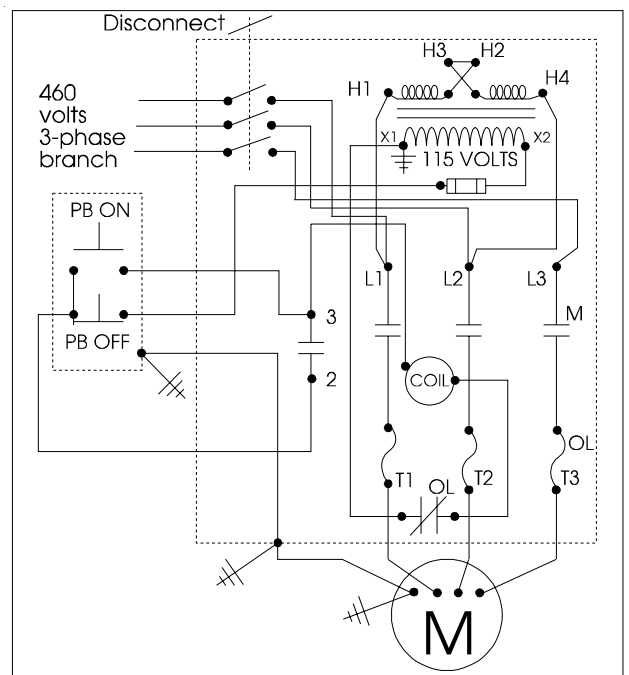 Disconnect
H3 H2
H1 H4
460
volts
3-phase
branch
X1 X2
115 VOLTS
PB ON
L1 L2 L3
3
M
PB OFF
COIL
2
OL
T1 T2 T3
OL
M